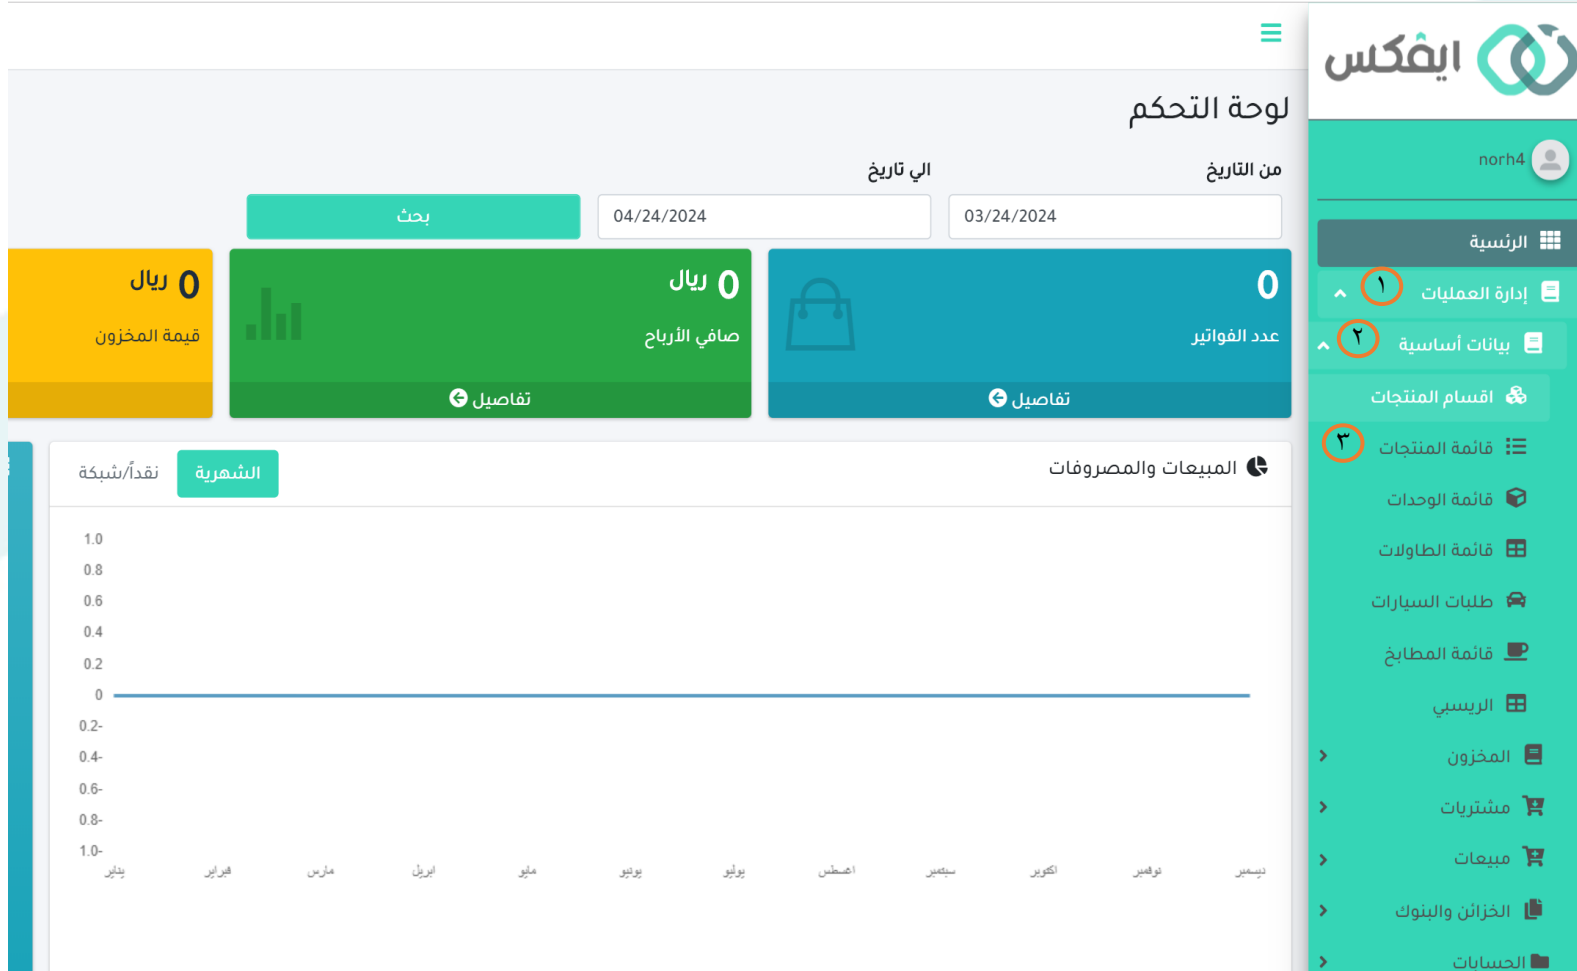 ايڤكس
norh4
الرئسية
إدارة العمليات ١
بيانات أساسية ٢
اقسام المنتجات
قائمة المنتجات ٣
قائمة الوحدات
قائمة الطاولات
طلبات السيارات
قائمة المطابخ
الريسبي
المخزون
مشتريات
مبيعات
الخزائن والبنوك
الحسابات
لوحة التحكم
من التاريخ الي تاريخ
03/24/2024 04/24/2024 بحث
0 0 ريال 0 ريال
عدد الفواتير صافي الأرباح قيمة المخزون
تفاصيل تفاصيل
المبيعات والمصروفات الشهرية نقداً/شبكة
1.0
0.8
0.6
0.4
0.2
0
0.2-
0.4-
0.6-
0.8-
1.0-
يناير فبراير مارس ابريل مايو يونيو يوليو اغسطس سبتمبر اكتوبر نوفمبر ديسمبر